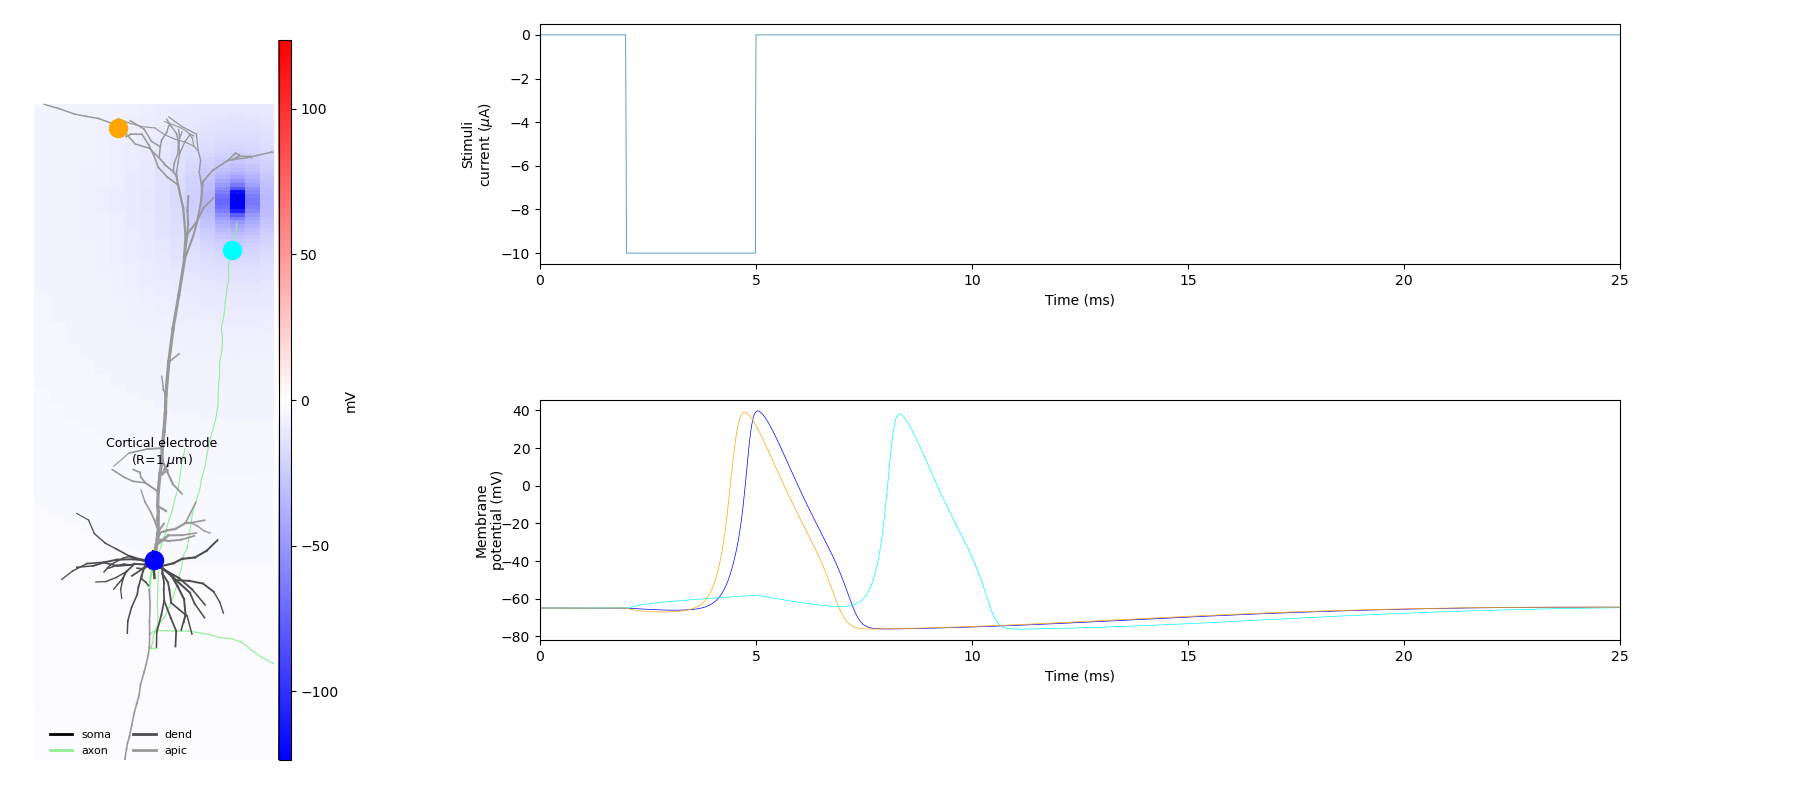 100
50
0
−50
−100
mV
Cortical electrode
(R=1 μm)
soma
axon
dend
apic
Stimuli
current (μA)
0
−2
−4
−6
−8
−10
0 5 10 15 20 25
Time (ms)
Membrane
potential (mV)
40
20
0
−20
−40
−60
−80
0 5 10 15 20 25
Time (ms)